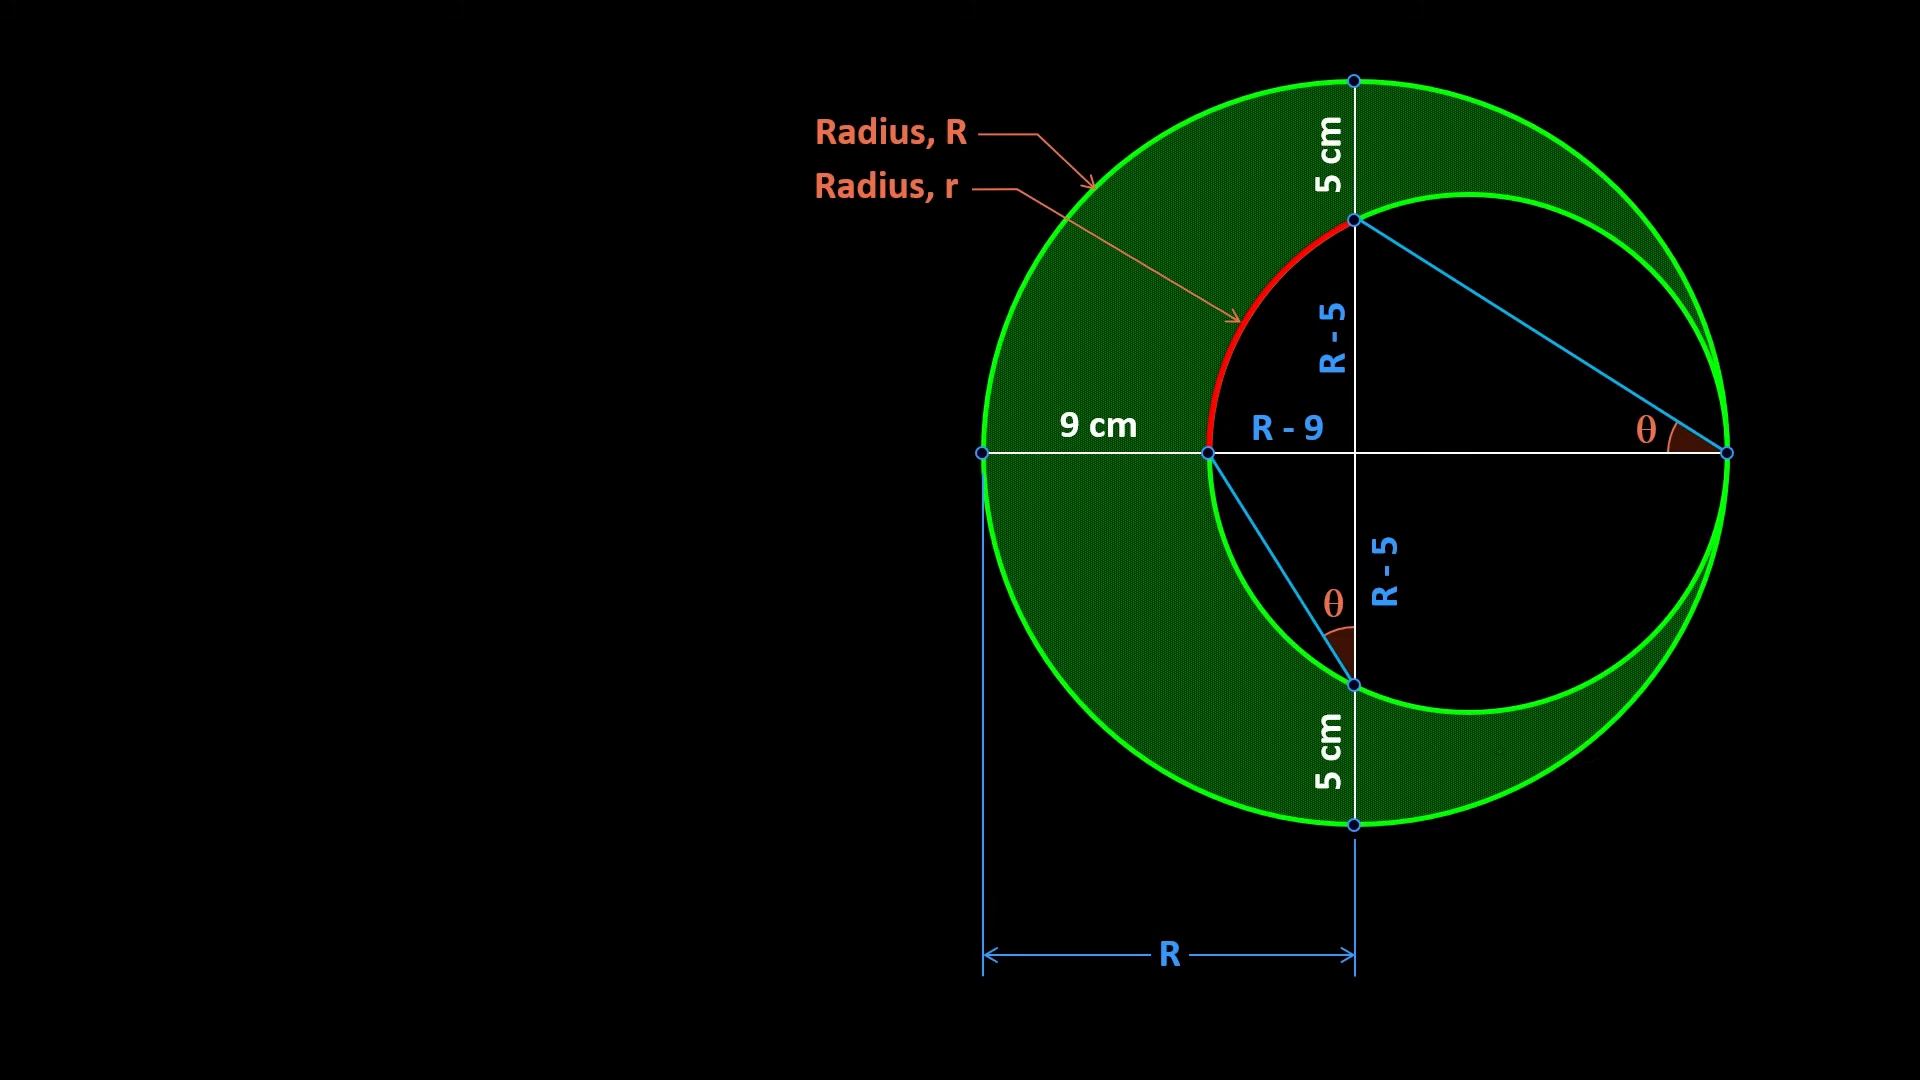 Radius, R
Radius, r
5 cm
R - 5
9 cm
R - 9
θ
R - 5
θ
5 cm
R